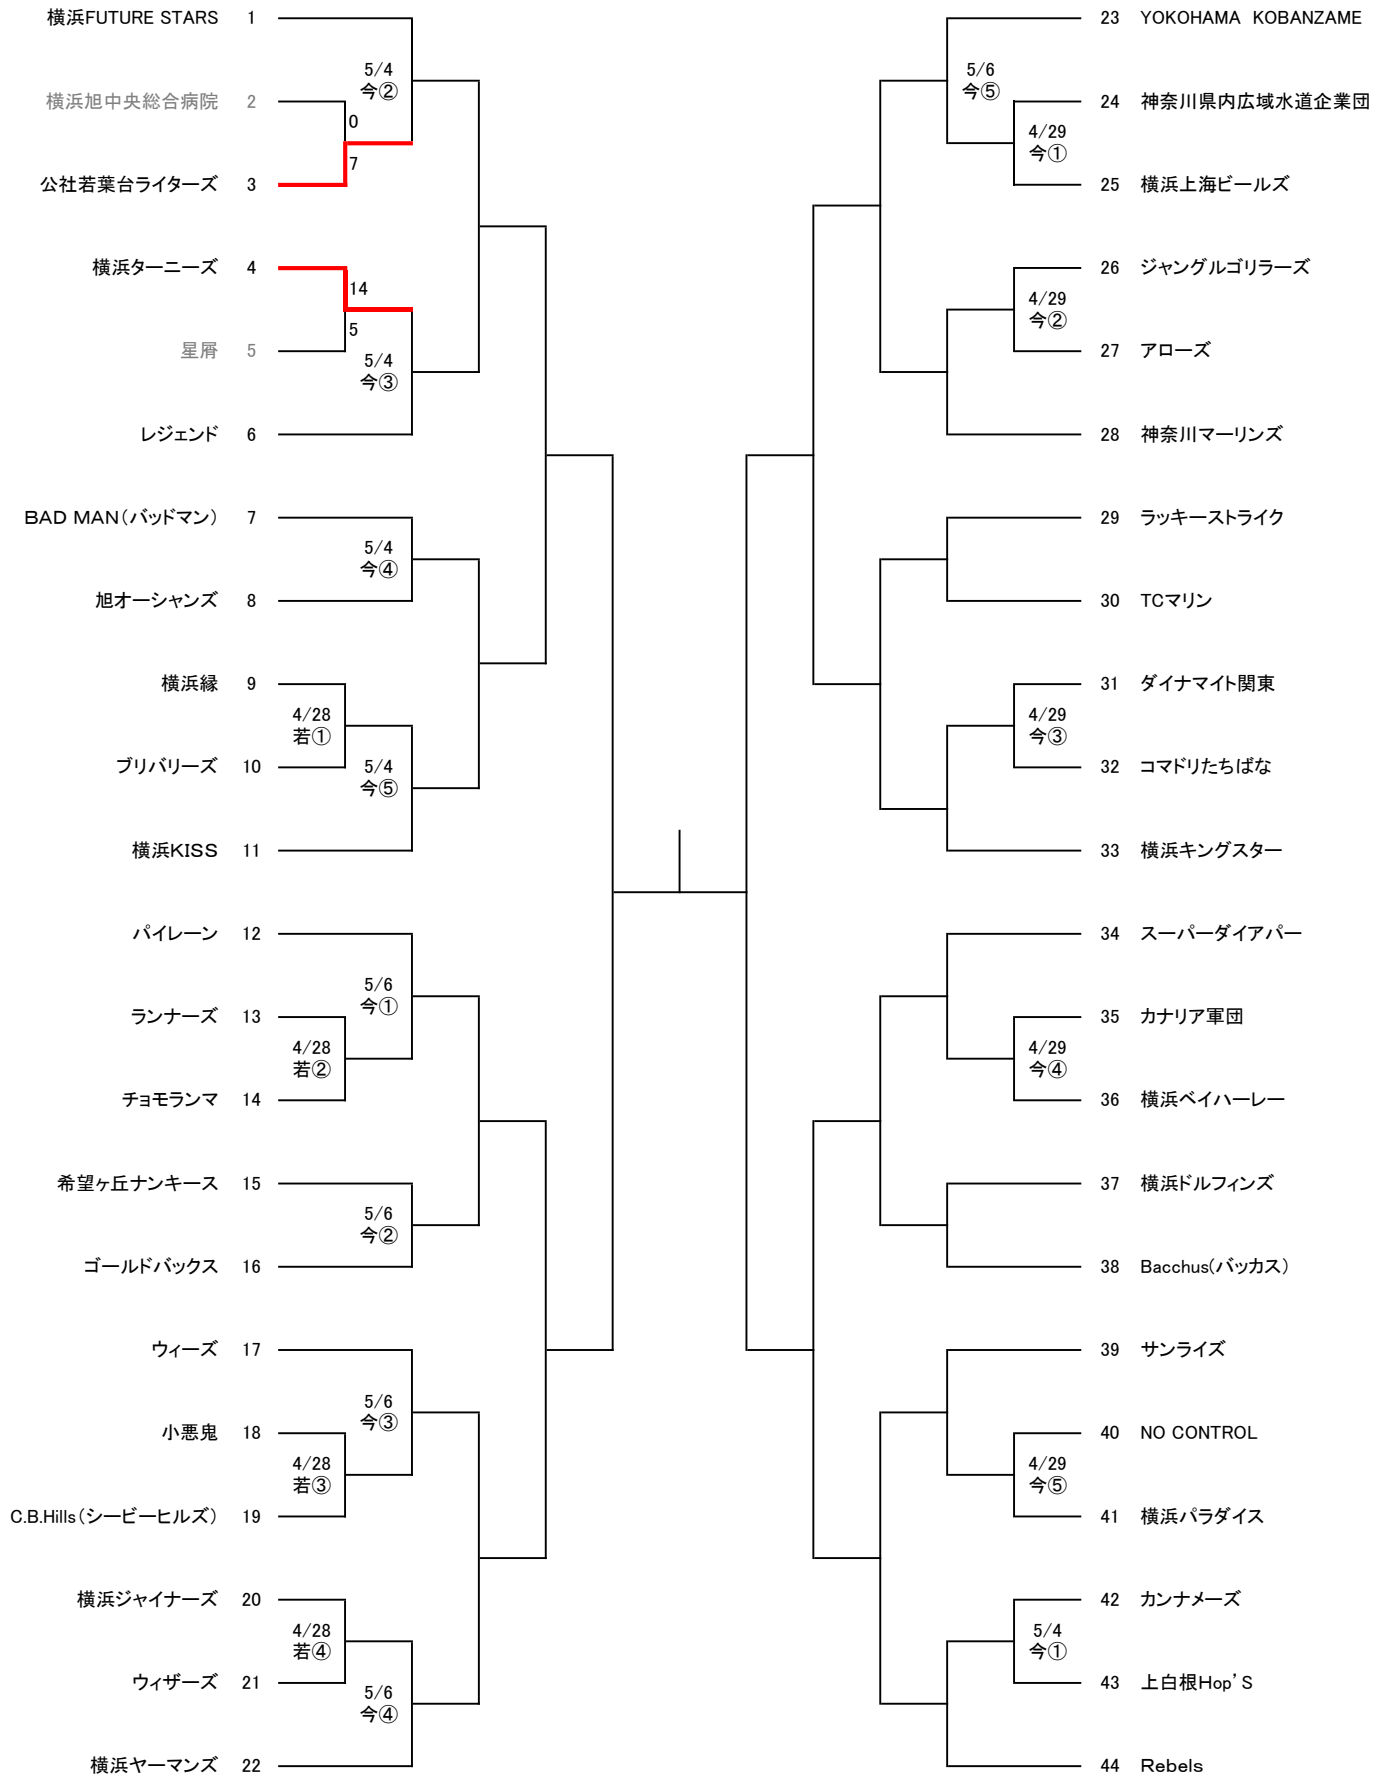 横浜FUTURE STARS 1
5/4
今②
横浜旭中央総合病院 2
0
7
公社若葉台ライターズ 3
横浜ターニーズ 4
14
5
星屑 5
5/4
今③
レジェンド 6
BAD MAN(バッドマン) 7
5/4
今④
旭オーシャンズ 8
横浜縁 9
4/28
若①
ブリバリーズ 10
5/4
今⑤
横浜KISS 11
パイレーン 12
5/6
今①
ランナーズ 13
4/28
若②
チョモランマ 14
希望ヶ丘ナンキース 15
5/6
今②
ゴールドバックス 16
ウィーズ 17
5/6
今③
小悪鬼 18
4/28
若③
C.B.Hills(シービーヒルズ) 19
横浜ジャイナーズ 20
4/28
若④
ウィザーズ 21
5/6
今④
横浜ヤーマンズ 22
23 YOKOHAMA KOBANZAME
5/6
今⑤
24 神奈川県内広域水道企業団
4/29
今①
25 横浜上海ビールズ
26 ジャングルゴリラーズ
4/29
今②
27 アローズ
28 神奈川マーリンズ
29 ラッキーストライク
30 TCマリン
31 ダイナマイト関東
4/29
今③
32 コマドリたちばな
33 横浜キングスター
34 スーパーダイアパー
35 カナリア軍団
4/29
今④
36 横浜ベイハーレー
37 横浜ドルフィンズ
38 Bacchus(バッカス)
39 サンライズ
40 NO CONTROL
4/29
今⑤
41 横浜パラダイス
42 カンナメーズ
5/4
今①
43 上白根Hop'S
44 Rebels